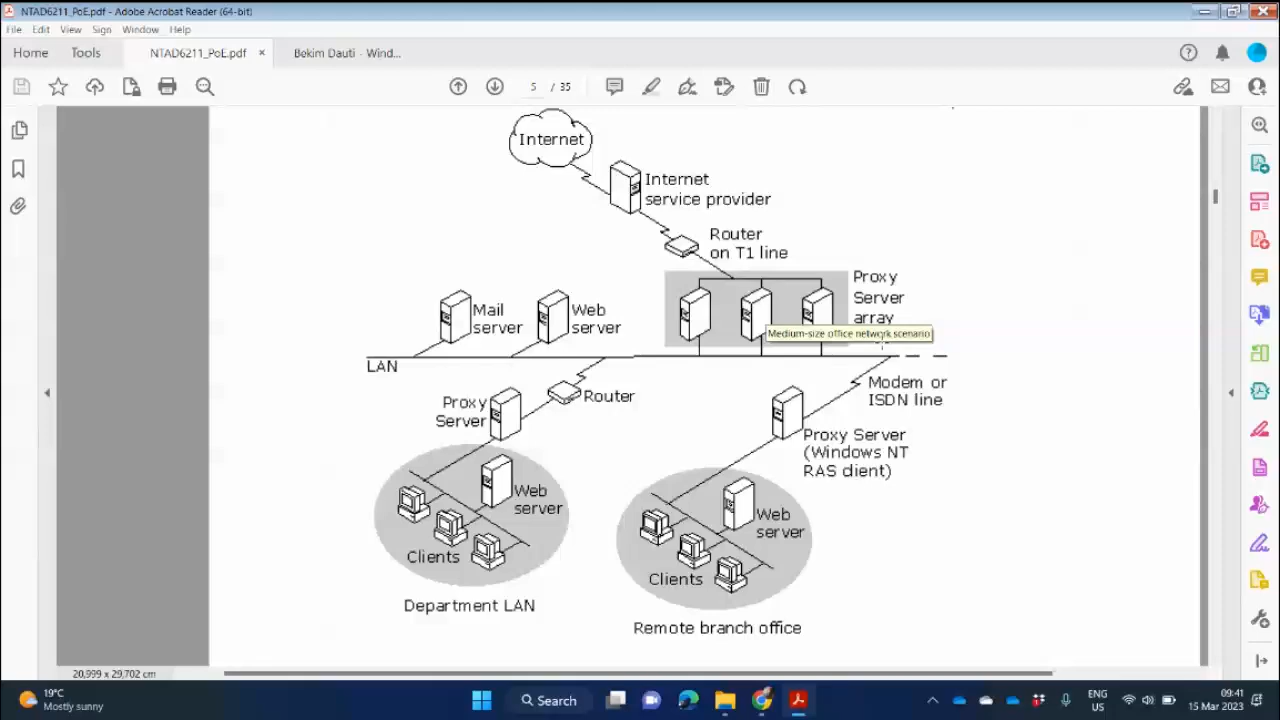 NTAD6211_PoE.pdf - Adobe Acrobat Reader (64-bit)
File Edit View Sign Window Help
Home Tools NTAD6211_PoE.pdf × Bekim Dauti - Wind...
5 / 35
Internet
Internet
service provider
Router
on T1 line
Proxy
Server
array
Mail
server
Web
server
Medium-size office network scenario
LAN
Modem or
ISDN line
Router
Proxy
Server
Proxy Server
(Windows NT
RAS client)
Web
server
Clients
Web
server
Clients
Department LAN
Remote branch office
20,999 x 29,702 cm
19°C
Mostly sunny
Search
ENG
US
09:41
15 Mar 2023